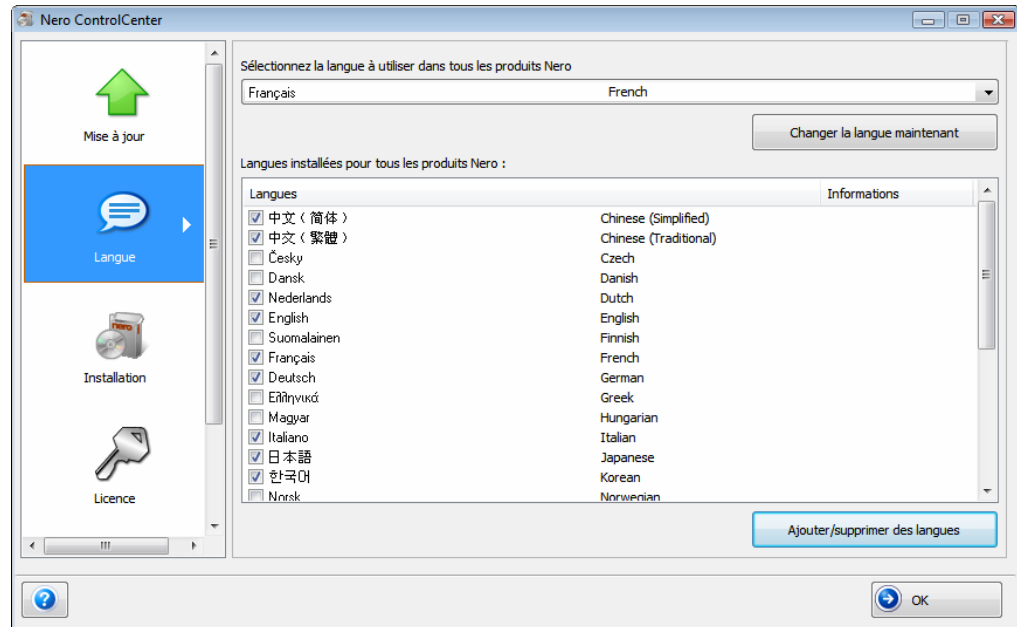 Nero ControlCenter
Mise à jour
Langue
nero
Installation
Licence
Sélectionnez la langue à utiliser dans tous les produits Nero
Français French
Changer la langue maintenant
Langues installées pour tous les produits Nero :
Langues Informations
中文（简体） Chinese (Simplified)
中文（繁體） Chinese (Traditional)
Česky Czech
Dansk Danish
Nederlands Dutch
English English
Suomalainen Finnish
Français French
Deutsch German
Ελληνικά Greek
Magyar Hungarian
Italiano Italian
日本語 Japanese
한국어 Korean
Norsk Norwegian
Ajouter/supprimer des langues
OK